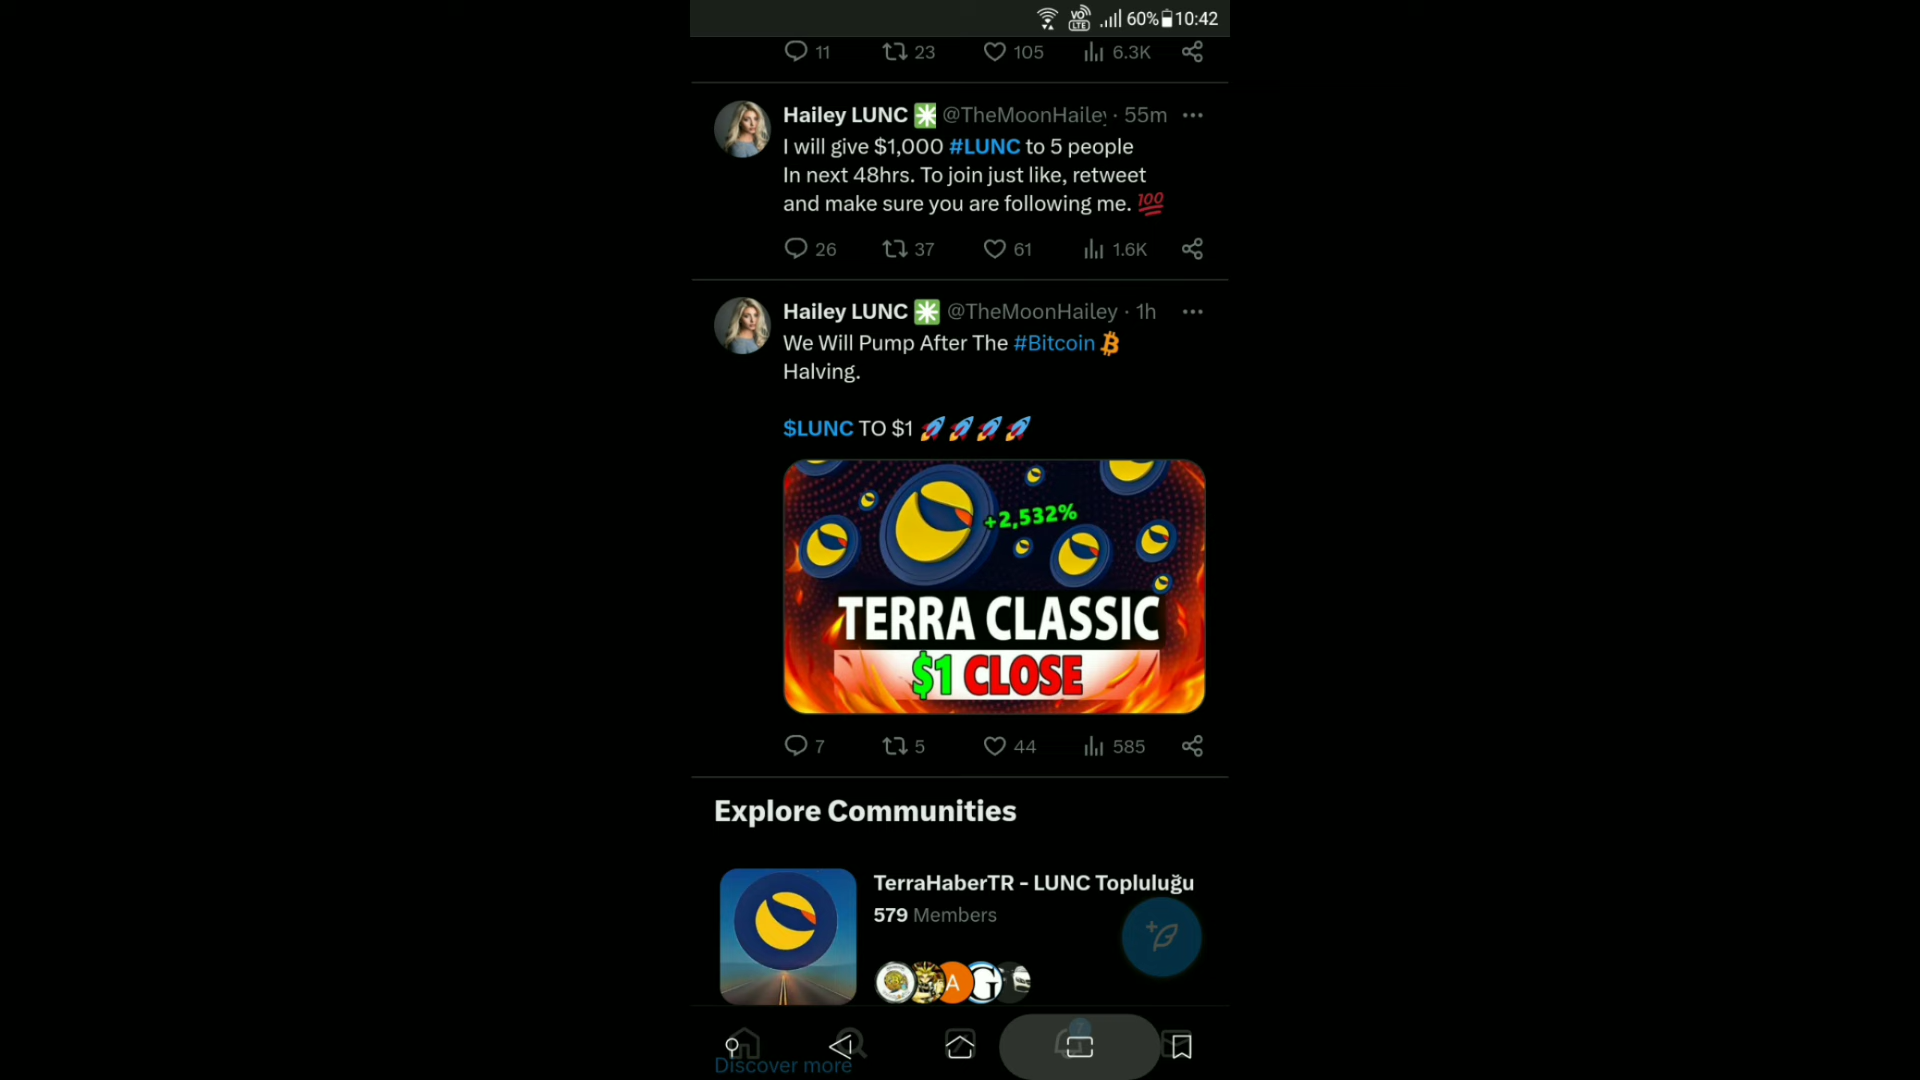 60% 10:42
11 23 105 6.3K
Hailey LUNC @TheMoonHailey · 55m
I will give $1,000 #LUNC to 5 people
In next 48hrs. To join just like, retweet
and make sure you are following me. 💯
26 37 61 1.6K
Hailey LUNC @TheMoonHailey · 1h
We Will Pump After The #Bitcoin
Halving.
$LUNC TO $1 🚀🚀🚀🚀
+2,532%
TERRA CLASSIC
$1 CLOSE
7 5 44 585
Explore Communities
TerraHaberTR - LUNC Topluluğu
579 Members
A
Discover more